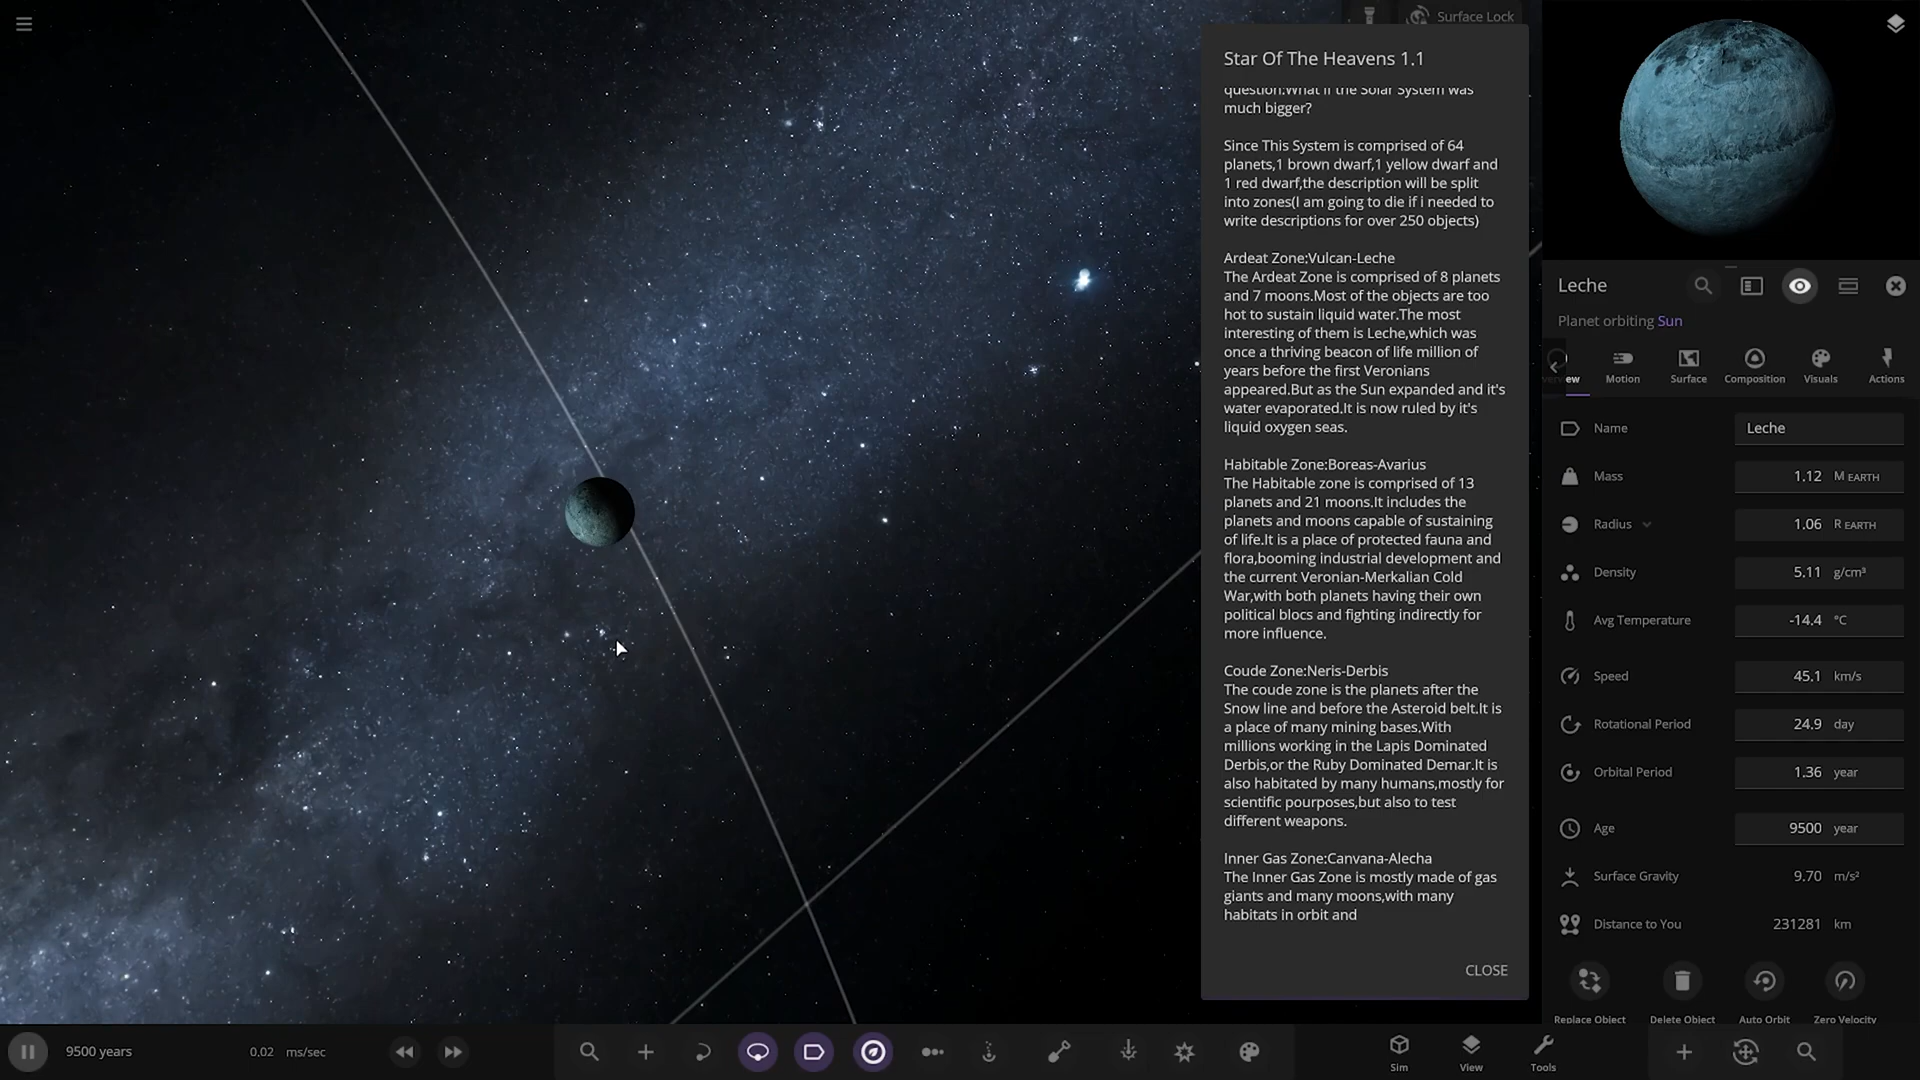 Surface Lock
Star Of The Heavens 1.1
question:What if the Solar System was
much bigger?
Since This System is comprised of 64
planets,1 brown dwarf,1 yellow dwarf and
1 red dwarf,the description will be split
into zones(I am going to die if i needed to
write descriptions for over 250 objects)
Ardeat Zone:Vulcan-Leche
The Ardeat Zone is comprised of 8 planets
and 7 moons.Most of the objects are too
hot to sustain liquid water.The most
interesting of them is Leche,which was
once a thriving beacon of life million of
years before the first Veronians
appeared.But as the Sun expanded and it's
water evaporated.It is now ruled by it's
liquid oxygen seas.
Habitable Zone:Boreas-Avarius
The Habitable zone is comprised of 13
planets and 21 moons.It includes the
planets and moons capable of sustaining
of life.It is a place of protected fauna and
flora,booming industrial development and
the current Veronian-Merkalian Cold
War,with both planets having their own
political blocs and fighting indirectly for
more influence.
Coude Zone:Neris-Derbis
The coude zone is the planets after the
Snow line and before the Asteroid belt.It is
a place of many mining bases.With
millions working in the Lapis Dominated
Derbis,or the Ruby Dominated Demar.It is
also habitated by many humans,mostly for
scientific pourposes,but also to test
different weapons.
Inner Gas Zone:Canvana-Alecha
The Inner Gas Zone is mostly made of gas
giants and many moons,with many
habitats in orbit and
CLOSE
Leche
Planet orbiting Sun
Motion
Surface
Composition
Visuals
Actions
Name Leche
Mass 1.12 M EARTH
Radius 1.06 R EARTH
Density 5.11 g/cm³
Avg Temperature -14.4 °C
Speed 45.1 km/s
Rotational Period 24.9 day
Orbital Period 1.36 year
Age 9500 year
Surface Gravity 9.70 m/s²
Distance to You 231281 km
Replace Object
Delete Object
Auto Orbit
Zero Velocity
9500 years
0.02 ms/sec
Sim
View
Tools